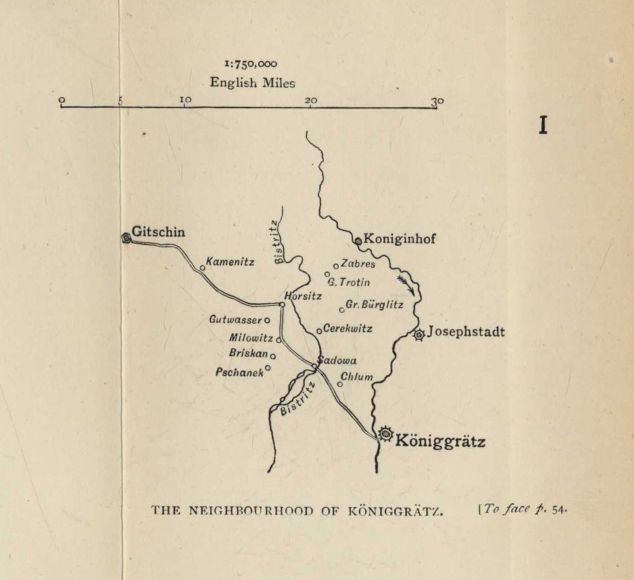 1:750,000
English Miles
0 5 10 20 30
I
Gitschin
Bistritz
Koniginhof
Kamenitz
Zabres
G. Trotin
Horsitz
Gr. Bürglitz
Gutwasser
Cerekwitz
Josephstadt
Milowitz
Briskan
Sadowa
Pschanek
Chlum
Bistritz
Königgrätz
THE NEIGHBOURHOOD OF KÖNIGGRÄTZ.
[To face p. 54.